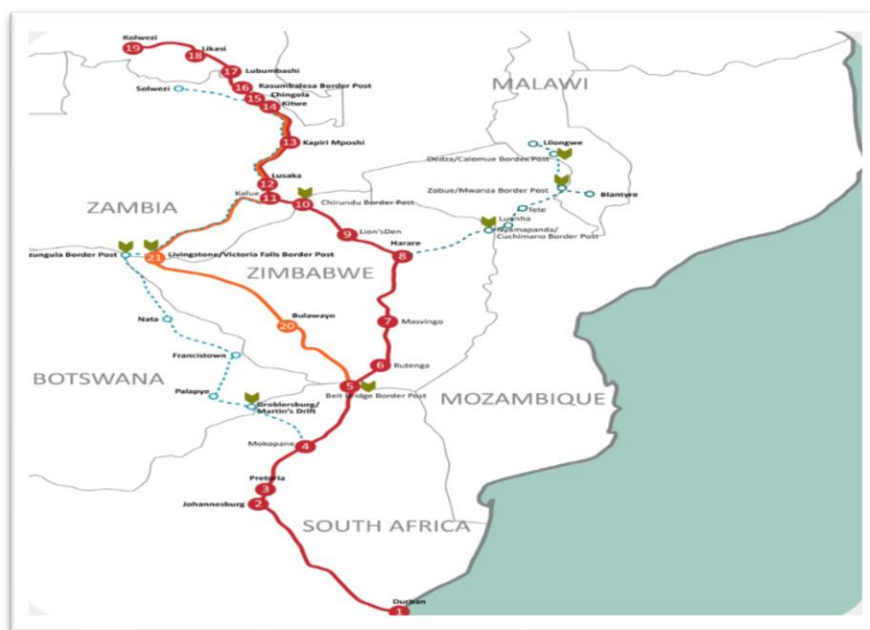 Kolwezi
19
18
Likasi
17
Lubumbashi
16
Kasumbalesa Border Post
Solwezi
15
Chingola
14
Kitwe
MALAWI
13
Kapiri Mposhi
Lilongwe
Dedza/Calomue Border Post
12
Lusaka
Zobue/Mwanza Border Post
Blantyre
Kafue
11
10
Chirundu Border Post
ZAMBIA
Tete
Luanha
Nyamapanda/
Cuchimano Border Post
9
Lion'sDen
Harare
8
zungula Border Post
21
Livingstone/Victoria Falls Border Post
ZIMBABWE
Nata
20
Bulawayo
7
Masvingo
Francistown
6
Rutenga
BOTSWANA
Palapye
5
Beit Bridge Border Post
Groblersburg/
Martin's Drift
MOZAMBIQUE
Mokopane
4
Pretoria
3
Johannesburg
2
SOUTH AFRICA
Durban
1